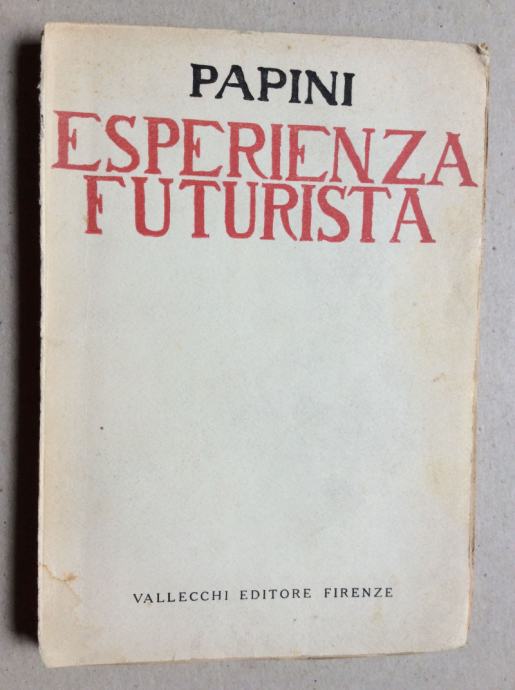 PAPINI
ESPERIENZA
FUTURISTA
VALLECCHI EDITORE FIRENZE